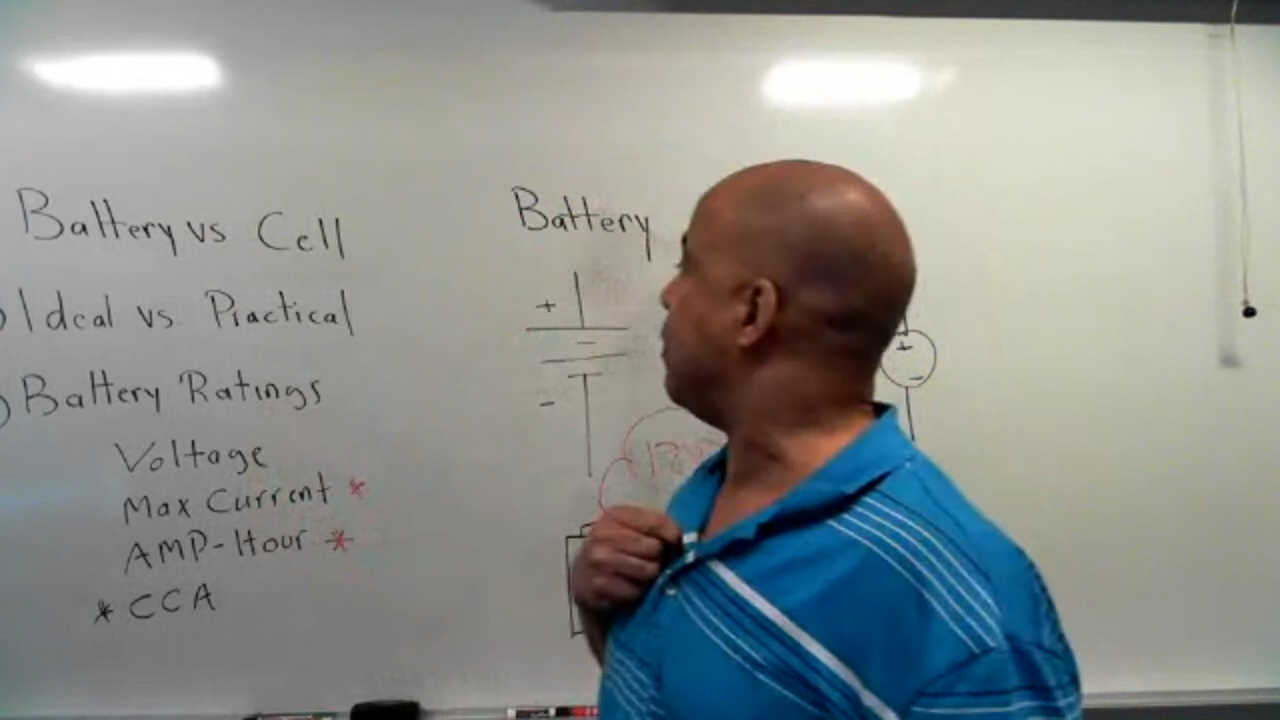 Battery vs Cell
Ideal vs. Practical
Battery Ratings
Voltage
Max Current *
AMP-Hour *
* CCA
Battery
+
-
-
+
-